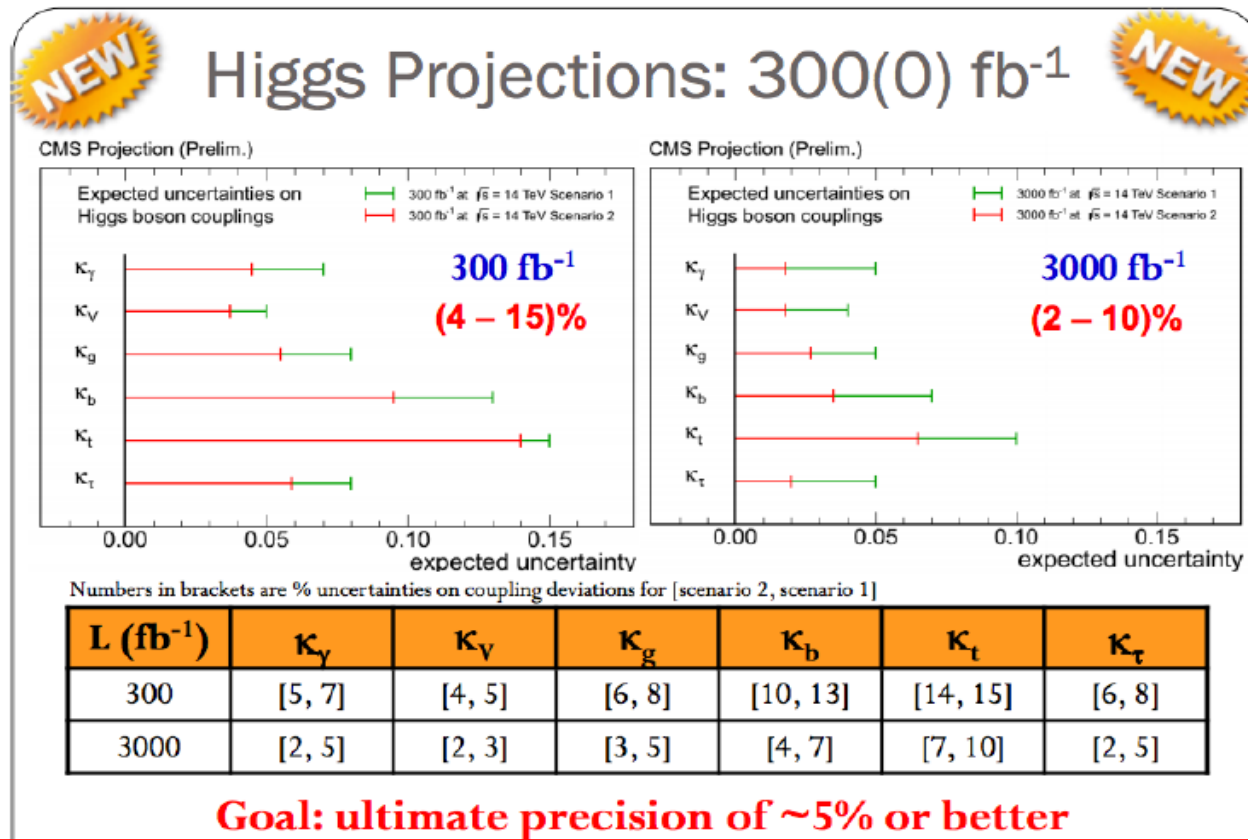 NEW
Higgs Projections: 300(0) fb⁻¹
NEW
CMS Projection (Prelim.)
Expected uncertainties on
Higgs boson couplings
300 fb⁻¹ at √s = 14 TeV Scenario 1
300 fb⁻¹ at √s = 14 TeV Scenario 2
κγ
κV
κg
κb
κt
κτ
300 fb⁻¹
(4 – 15)%
0.00 0.05 0.10 0.15
expected uncertainty
CMS Projection (Prelim.)
Expected uncertainties on
Higgs boson couplings
3000 fb⁻¹ at √s = 14 TeV Scenario 1
3000 fb⁻¹ at √s = 14 TeV Scenario 2
κγ
κV
κg
κb
κt
κτ
3000 fb⁻¹
(2 – 10)%
0.00 0.05 0.10 0.15
expected uncertainty
Numbers in brackets are % uncertainties on coupling deviations for [scenario 2, scenario 1]
L (fb⁻¹) κγ κV κg κb κt κτ
300 [5, 7] [4, 5] [6, 8] [10, 13] [14, 15] [6, 8]
3000 [2, 5] [2, 3] [3, 5] [4, 7] [7, 10] [2, 5]
Goal: ultimate precision of ~5% or better